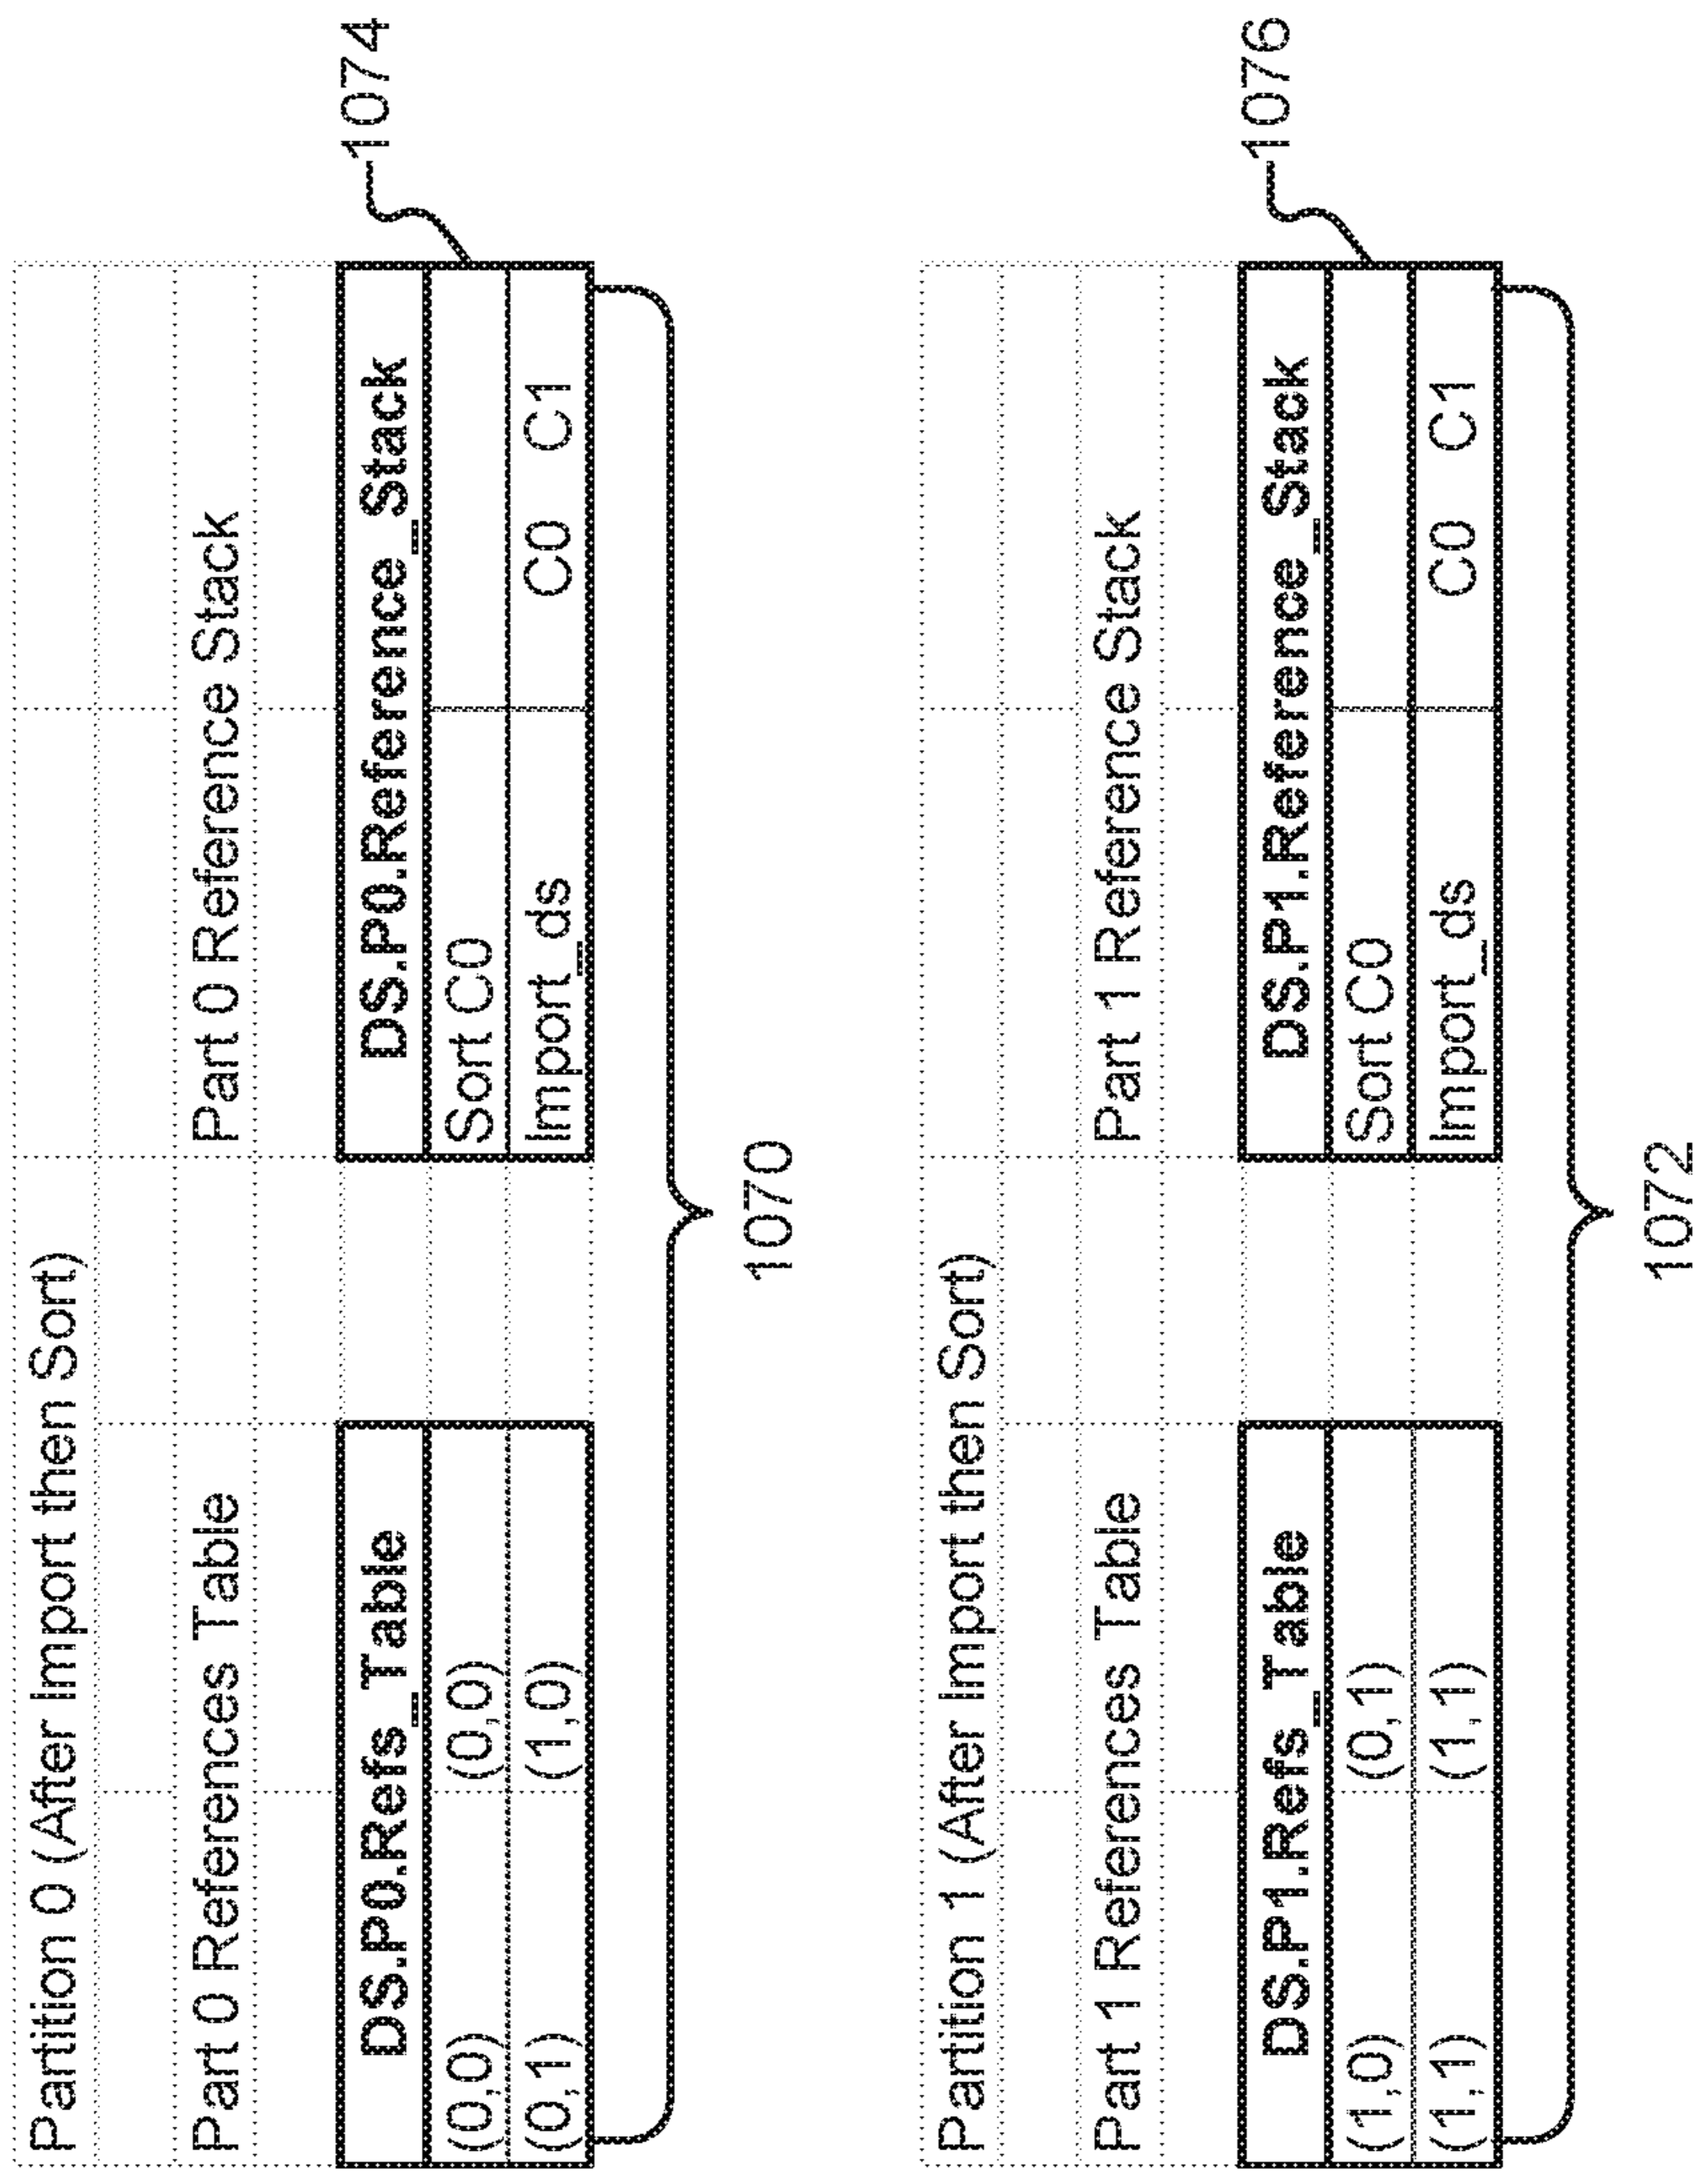 Partition 0 (After Import then Sort)
Part 0 References Table    Part 0 Reference Stack
DS.P0.Refs_Table    DS.P0.Reference_Stack
(0,0)    (0,0)    Sort C0
(0,1)    (1,0)    Import_ds    C0    C1
1074
1070
Partition 1 (After Import then Sort)
Part 1 References Table    Part 1 Reference Stack
DS.P1.Refs_Table    DS.P1.Reference_Stack
(1,0)    (0,1)    Sort C0
(1,1)    (1,1)    Import_ds    C0    C1
1076
1072